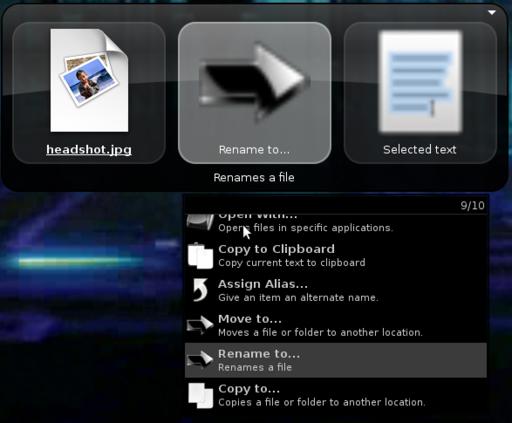 headshot.jpg
Rename to...
Selected text
Renames a file
9/10
Open With...
Opens files in specific applications.
Copy to Clipboard
Copy current text to clipboard
Assign Alias...
Give an item an alternate name.
Move to...
Moves a file or folder to another location.
Rename to...
Renames a file
Copy to...
Copies a file or folder to another location.